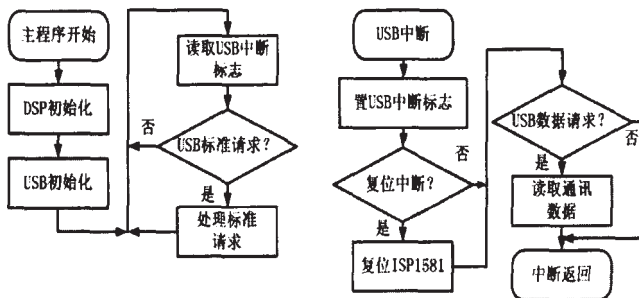 主程序开始
DSP初始化
USB初始化
读取USB中断
标志
否
USB标准请求?
是
处理标准
请求
USB中断
置USB中断标志
复位中断?
否
是
复位ISP1581
USB数据请求?
否
是
读取通讯
数据
中断返回